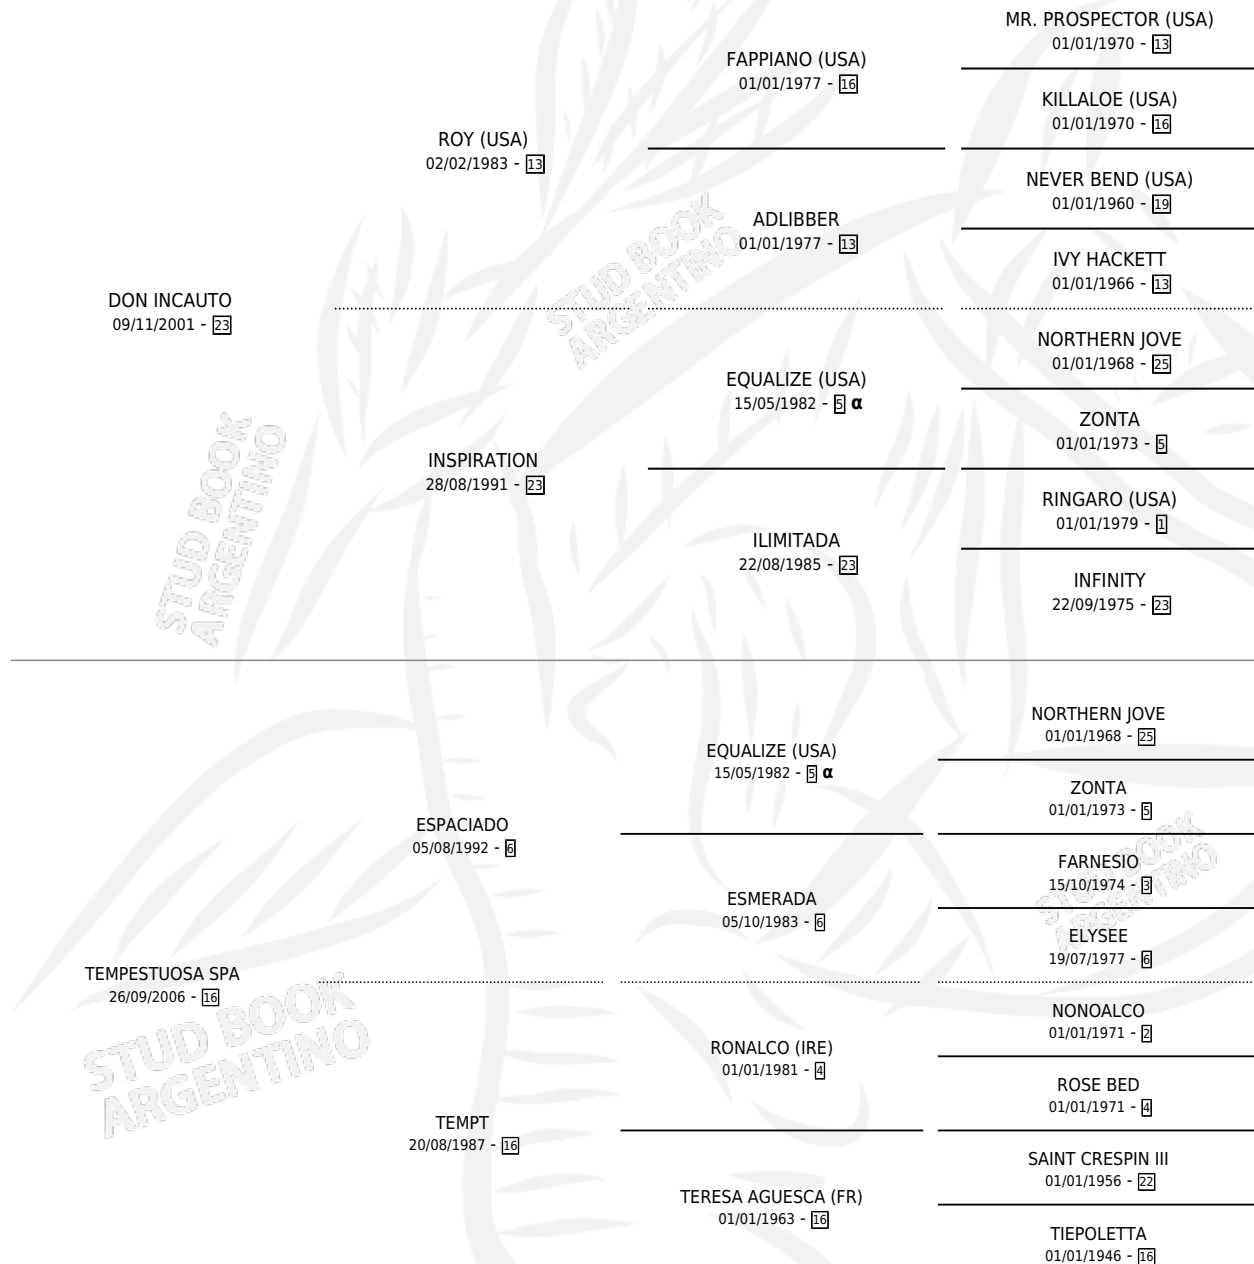 MR. PROSPECTOR (USA)
01/01/1970 - 13
FAPPIANO (USA)
01/01/1977 - 16
KILLALOE (USA)
01/01/1970 - 16
ROY (USA)
02/02/1983 - 13
NEVER BEND (USA)
01/01/1960 - 19
ADLIBBER
01/01/1977 - 13
IVY HACKETT
01/01/1966 - 13
DON INCAUTO
09/11/2001 - 23
NORTHERN JOVE
01/01/1968 - 25
EQUALIZE (USA)
15/05/1982 - 5 α
ZONTA
01/01/1973 - 5
INSPIRATION
28/08/1991 - 23
RINGARO (USA)
01/01/1979 - 1
ILIMITADA
22/08/1985 - 23
INFINITY
22/09/1975 - 23
STUD BOOK
ARGENTINO
STUD BOOK
ARGENTINO
NORTHERN JOVE
01/01/1968 - 25
EQUALIZE (USA)
15/05/1982 - 5 α
ZONTA
01/01/1973 - 5
ESPACIADO
05/08/1992 - 6
FARNESIO
15/10/1974 - 3
ESMERADA
05/10/1983 - 6
ELYSEE
19/07/1977 - 6
TEMPESTUOSA SPA
26/09/2006 - 16
NONOALCO
01/01/1971 - 2
RONALCO (IRE)
01/01/1981 - 4
ROSE BED
01/01/1971 - 4
TEMPT
20/08/1987 - 16
SAINT CRESPIN III
01/01/1956 - 22
TERESA AGUESCA (FR)
01/01/1963 - 16
TIEPOLETTA
01/01/1946 - 16
STUD BOOK
ARGENTINO
STUD BOOK
ARGENTINO